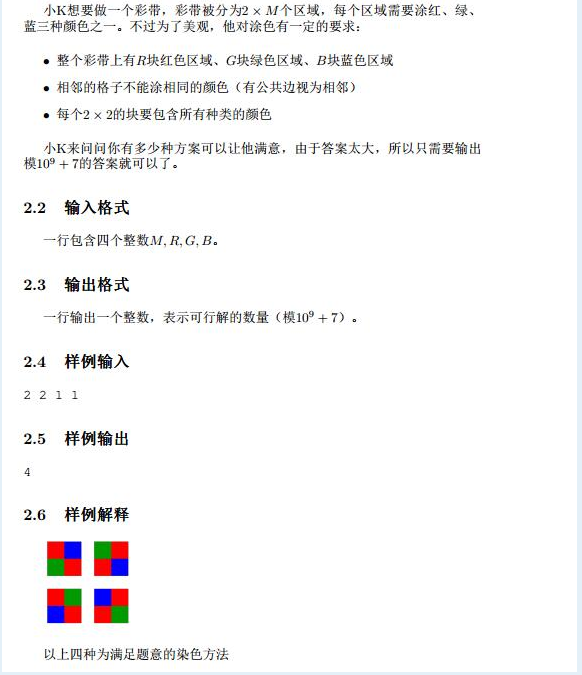 小K想要做一个彩带，彩带被分为2 × M个区域，每个区域需要涂红、绿、
蓝三种颜色之一。不过为了美观，他对涂色有一定的要求：
• 整个彩带上有R块红色区域、G块绿色区域、B块蓝色区域
• 相邻的格子不能涂相同的颜色（有公共边视为相邻）
• 每个2 × 2的块要包含所有种类的颜色
小K来问问你有多少种方案可以让他满意，由于答案太大，所以只需要输出
模10⁹ + 7的答案就可以了。
2.2 输入格式
一行包含四个整数M, R, G, B。
2.3 输出格式
一行输出一个整数，表示可行解的数量（模10⁹ + 7）。
2.4 样例输入
2 2 1 1
2.5 样例输出
4
2.6 样例解释
以上四种为满足题意的染色方法